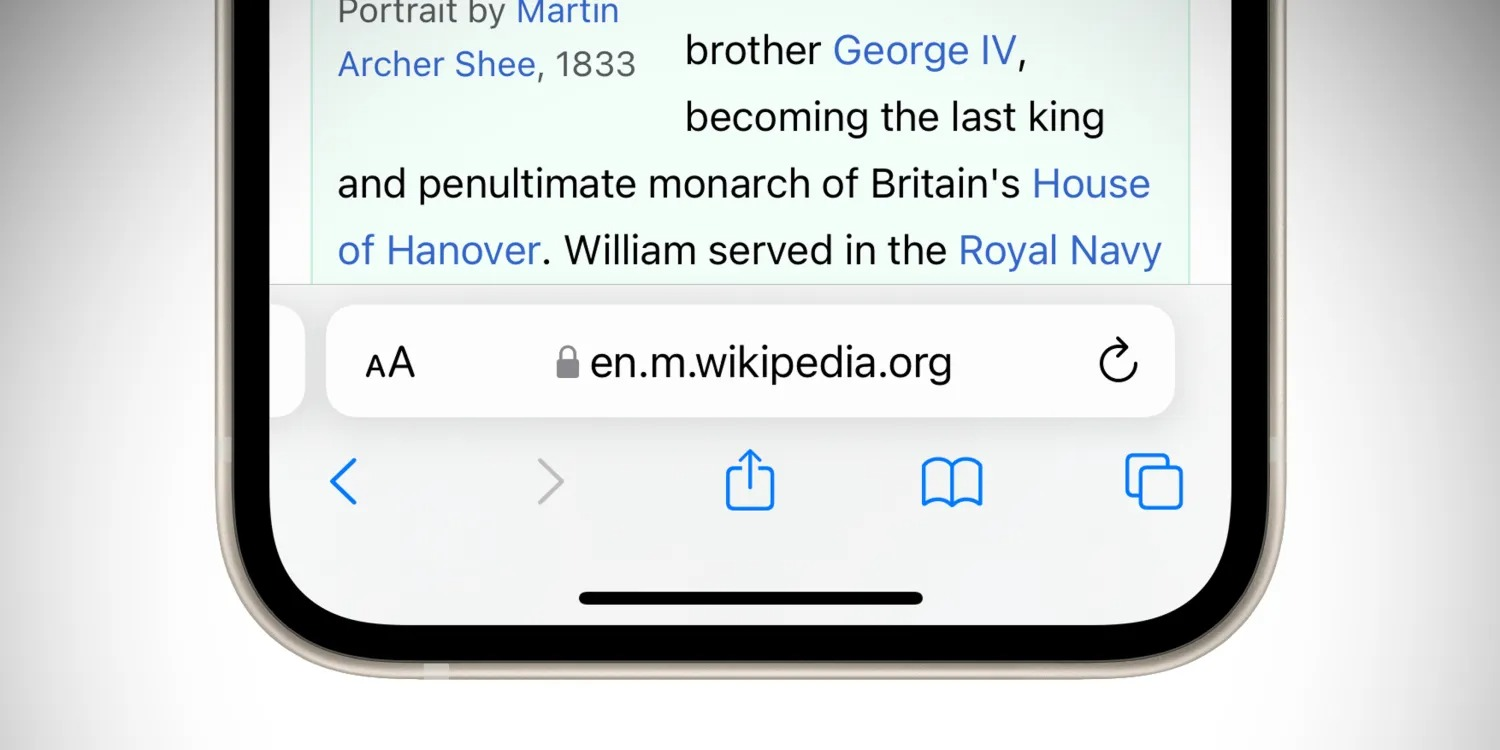 Portrait by Martin
Archer Shee, 1833
brother George IV,
becoming the last king
and penultimate monarch of Britain's House
of Hanover. William served in the Royal Navy
AA en.m.wikipedia.org